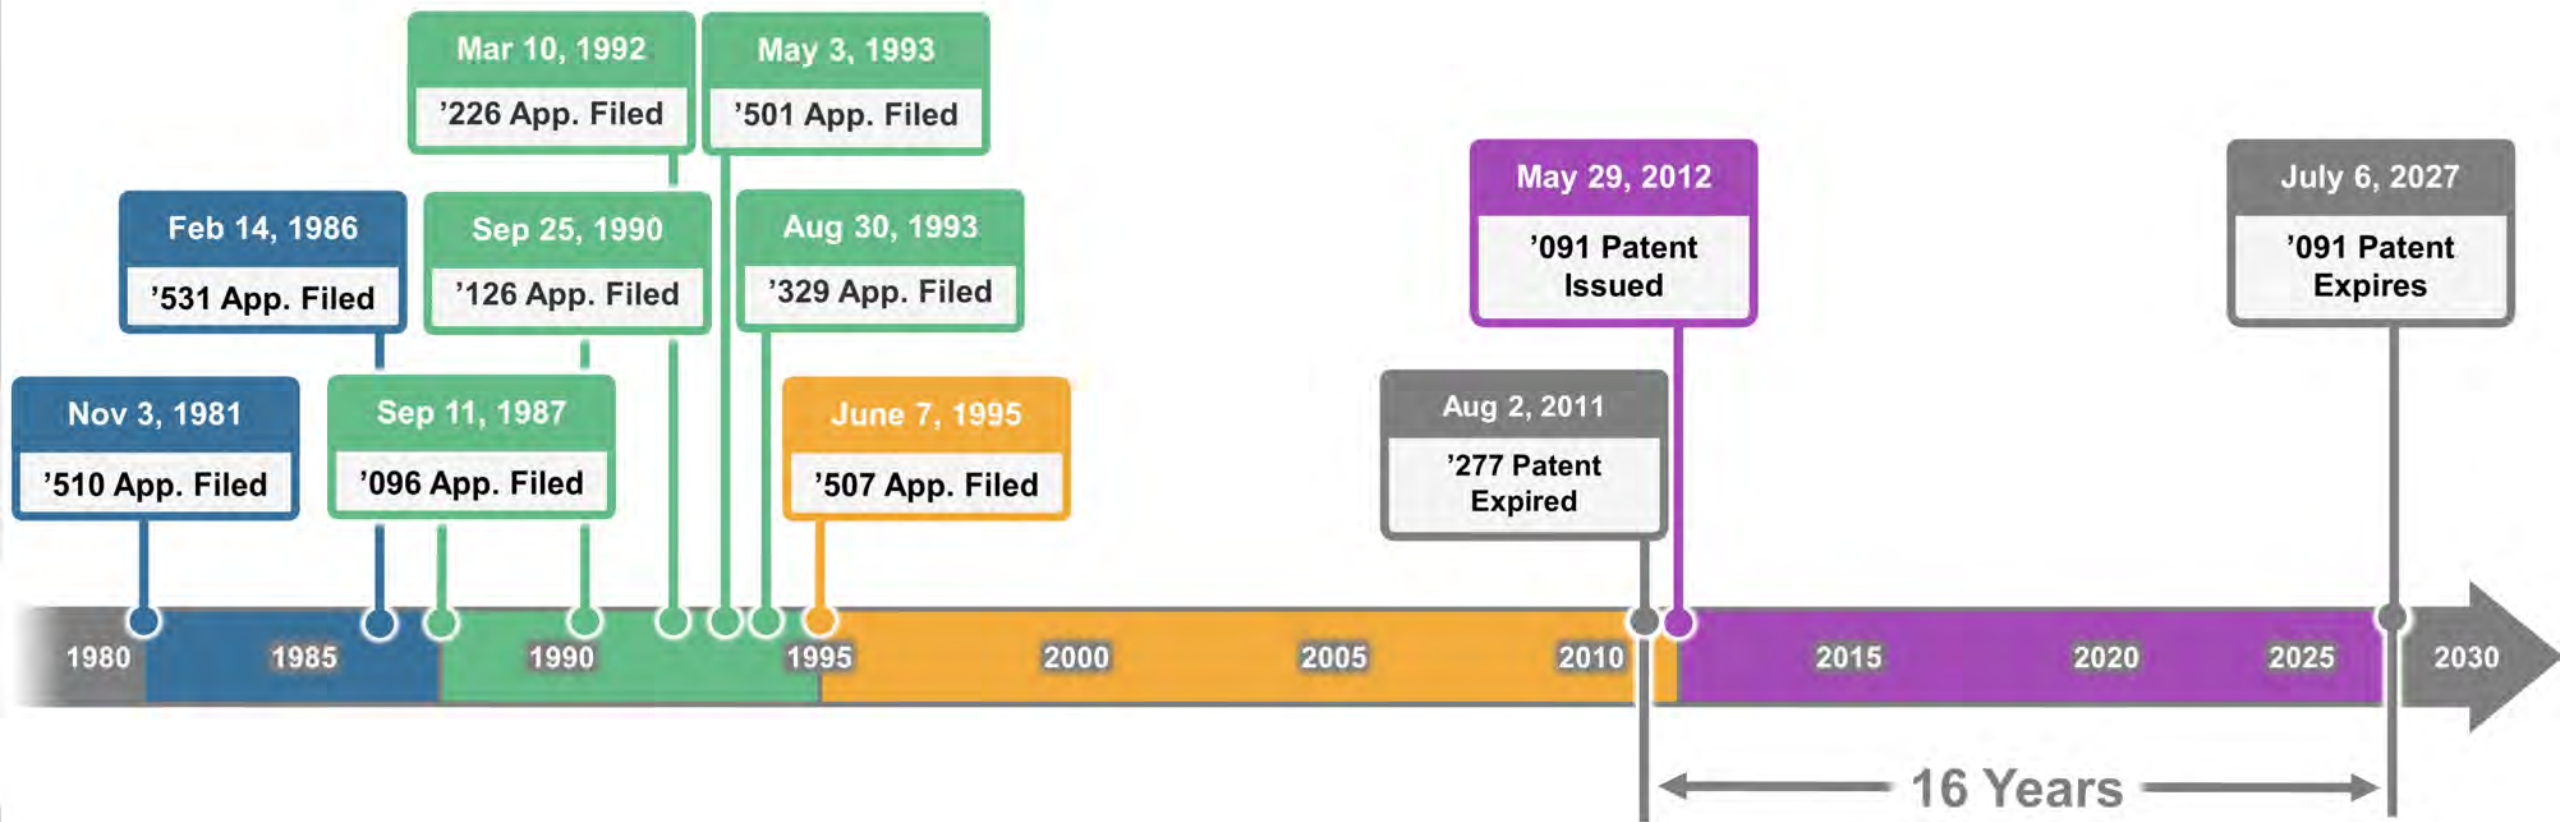 Mar 10, 1992
’226 App. Filed
May 3, 1993
’501 App. Filed
Feb 14, 1986
’531 App. Filed
Sep 25, 1990
’126 App. Filed
Aug 30, 1993
’329 App. Filed
May 29, 2012
’091 Patent
Issued
July 6, 2027
’091 Patent
Expires
Nov 3, 1981
’510 App. Filed
Sep 11, 1987
’096 App. Filed
June 7, 1995
’507 App. Filed
Aug 2, 2011
’277 Patent
Expired
1980 1985 1990 1995 2000 2005 2010 2015 2020 2025 2030
16 Years